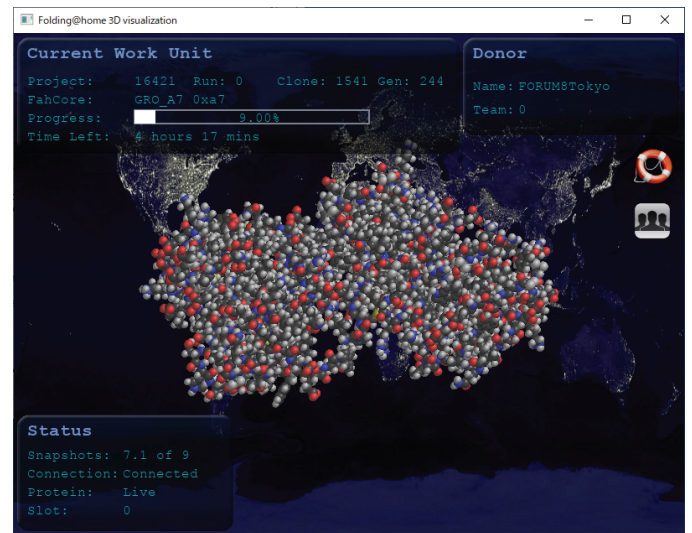 Folding@home 3D visualization
Current Work Unit
Project: 16421 Run: 0 Clone: 1541 Gen: 244
FahCore: GRO_A7 0xa7
Progress: 9.00%
Time Left: 4 hours 17 mins
Donor
Name: FORUM8Tokyo
Team: 0
Status
Snapshots: 7.1 of 9
Connection: Connected
Protein: Live
Slot: 0